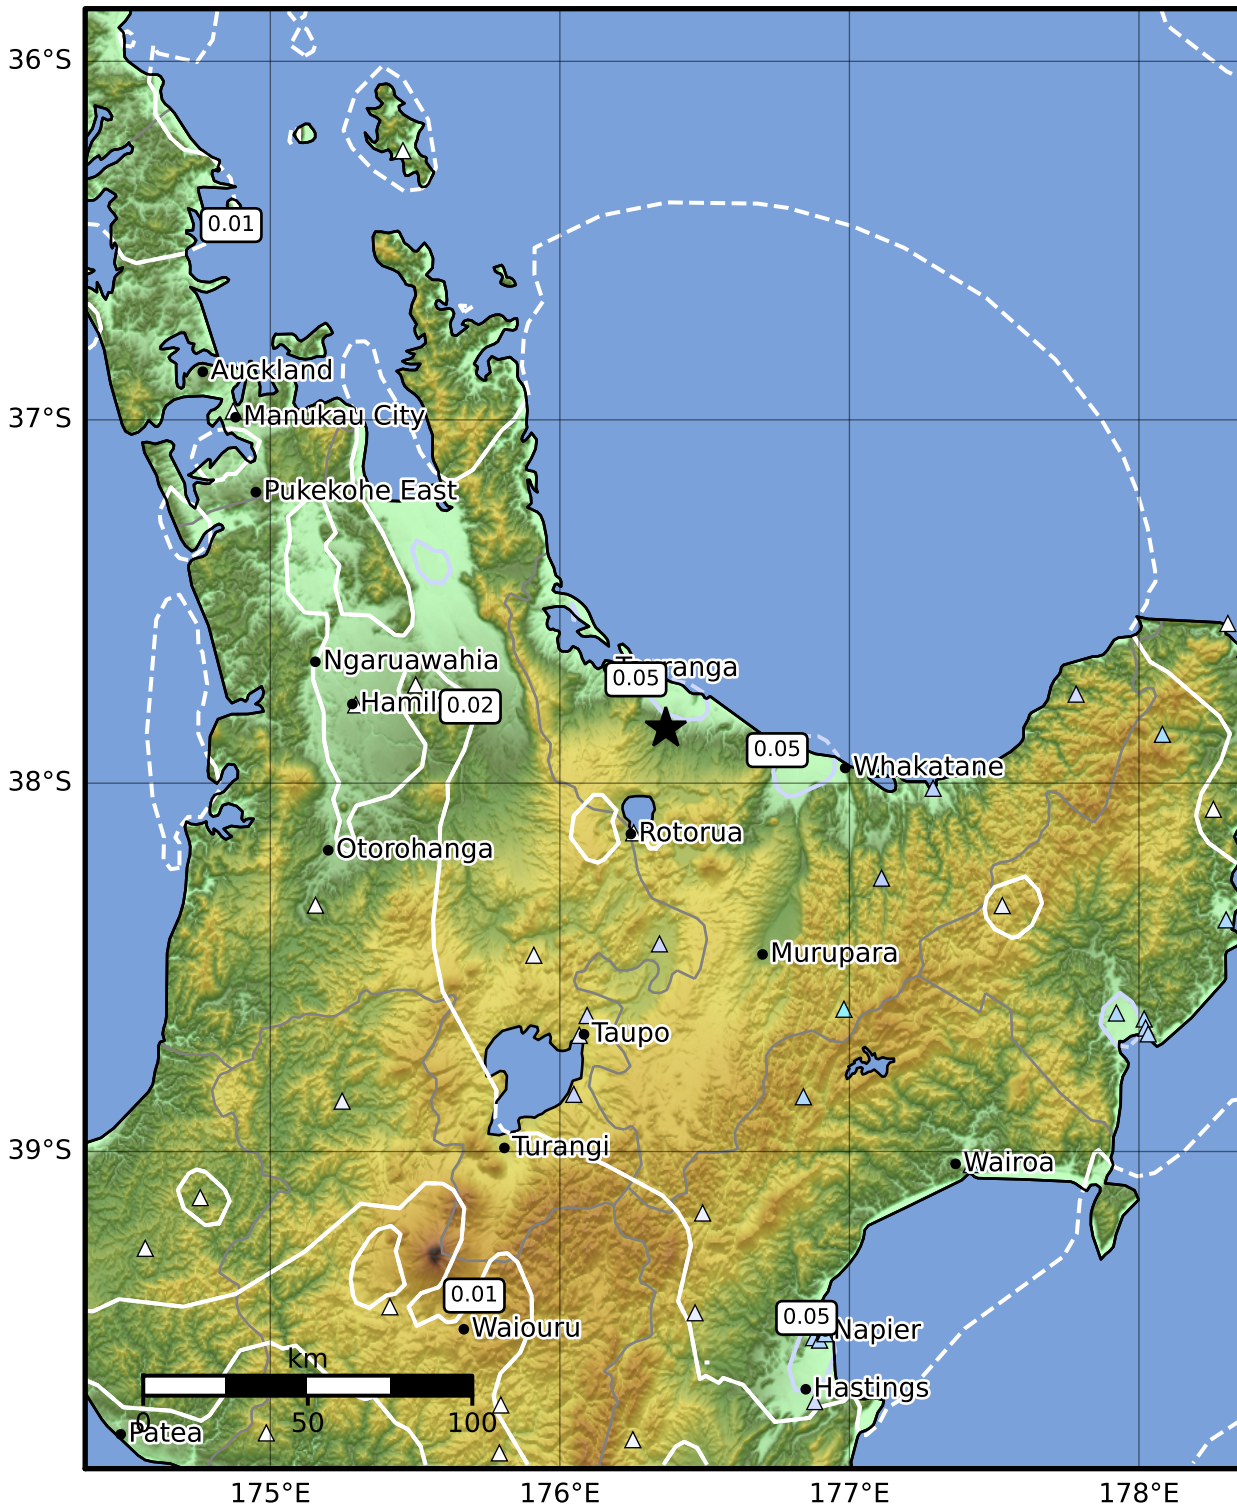 36°S
0.01
Auckland
37°S
Manukau City
Pukekohe East
Ngaruawahia
0.05
Hamil
0.02
0.05
Whakatane
38°S
Rotorua
Otorohanga
Murupara
Taupo
39°S
Turangi
Wairoa
0.01
0.05
Napier
Waiouru
km
Hastings
0
50
100
Patea
175°E
176°E
177°E
178°E